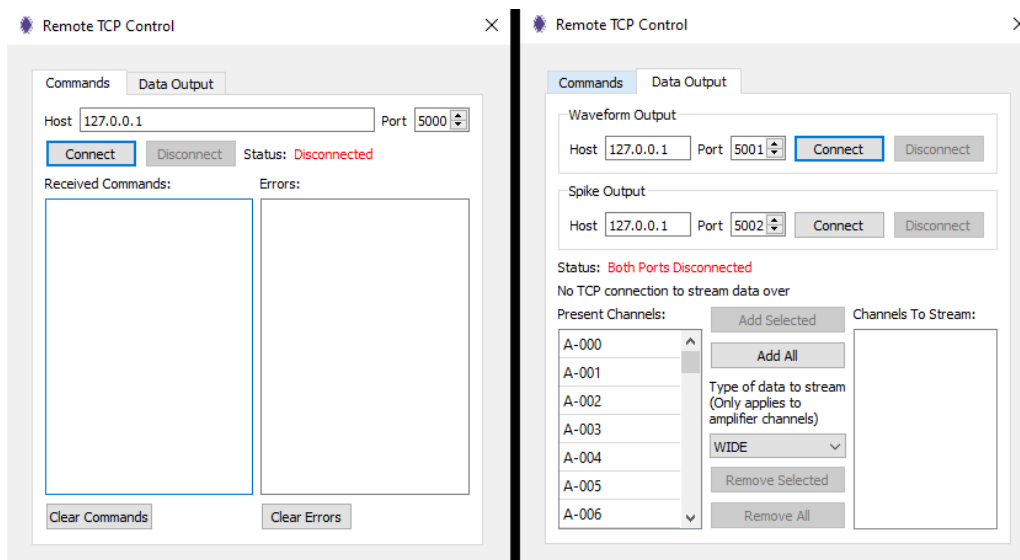 Remote TCP Control
Commands Data Output
Host 127.0.0.1 Port 5000
Connect Disconnect Status: Disconnected
Received Commands: Errors:
Clear Commands Clear Errors
Remote TCP Control
Commands Data Output
Waveform Output
Host 127.0.0.1 Port 5001 Connect Disconnect
Spike Output
Host 127.0.0.1 Port 5002 Connect Disconnect
Status: Both Ports Disconnected
No TCP connection to stream data over
Present Channels: Add Selected Channels To Stream:
A-000
Add All
A-001
Type of data to stream
A-002
(Only applies to
amplifier channels)
A-003
WIDE
A-004
A-005
Remove Selected
A-006
Remove All